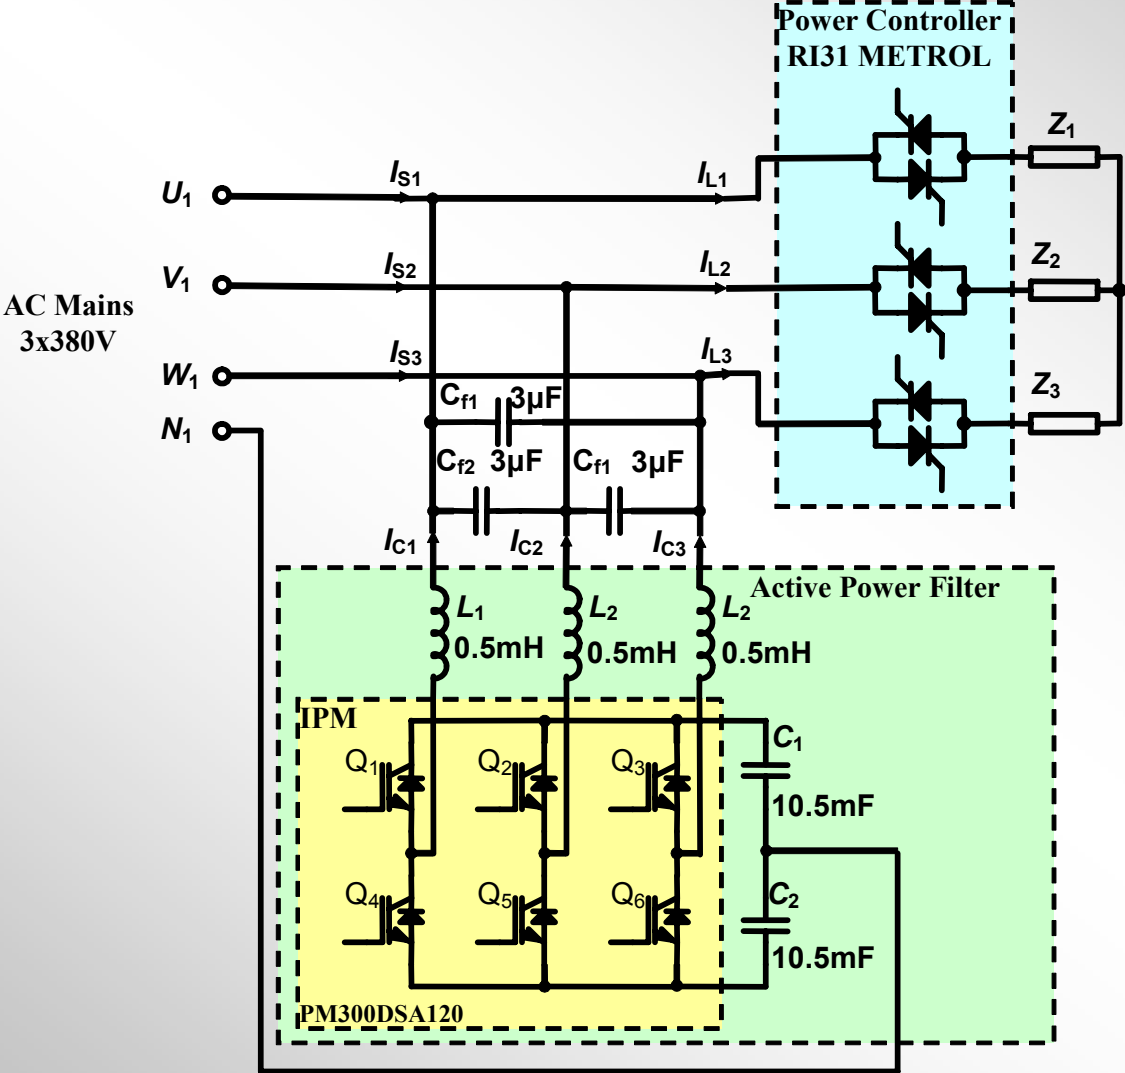 Power Controller
RI31 METROL
Z1
IS1
IL1
U1
Z2
IS2
IL2
V1
AC Mains
3x380V
IS3
IL3
W1
Z3
Cf1 3µF
N1
Cf2 3µF
Cf1 3µF
IC1
IC2
IC3
Active Power Filter
L1
0.5mH
L2
0.5mH
L2
0.5mH
IPM
C1
Q1
Q2
Q3
10.5mF
Q4
Q5
Q6
C2
10.5mF
PM300DSA120